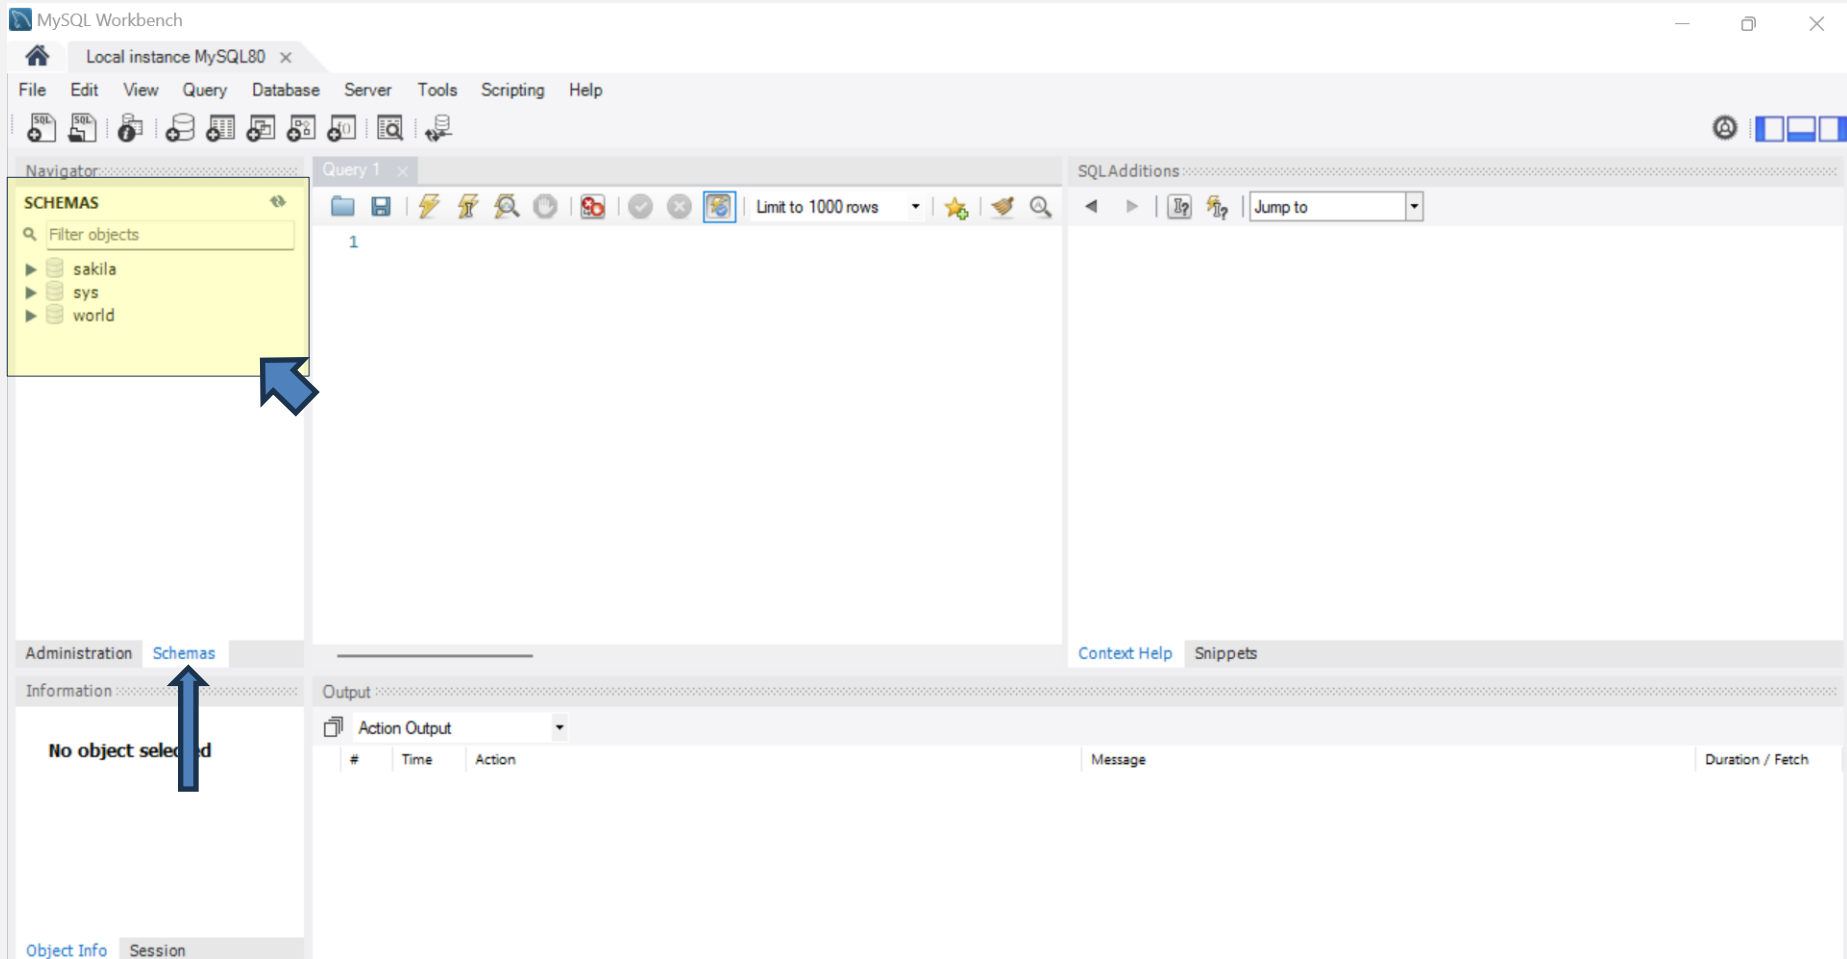 MySQL Workbench
Local instance MySQL80
File Edit View Query Database Server Tools Scripting Help
Navigator
SCHEMAS
Filter objects
sakila
sys
world
Administration Schemas
Information
No object selec d
Object Info Session
Query 1
Limit to 1000 rows
1
SQLAdditions
Jump to
Context Help Snippets
Output
Action Output
# Time Action Message Duration / Fetch